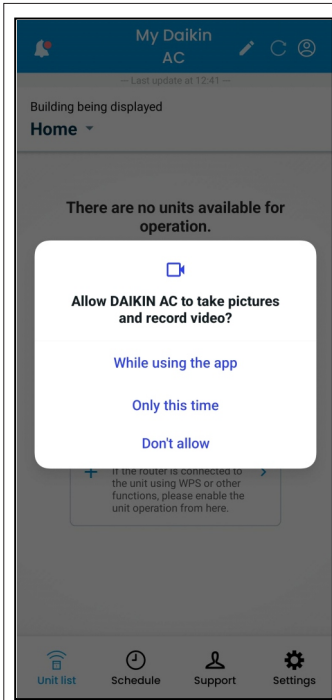 My Daikin
AC
— Last update at 12:41 —
Building being displayed
Home
There are no units available for
operation.
Allow DAIKIN AC to take pictures
and record video?
While using the app
Only this time
Don't allow
+ If the router is connected to
the unit using WPS or other
functions, please enable the
unit operation from here.
Unit list Schedule Support Settings